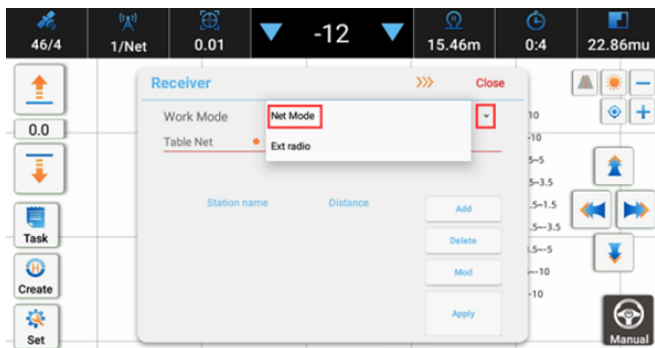 46/4
1/Net
0.01
-12
15.46m
0:4
22.86mu
Receiver
Close
Work Mode
Net Mode
Table Net
Ext radio
0.0
Station name
Distance
Add
Delete
Mod
Apply
Task
Create
Set
10
-10
5~5
5~3.5
.5~1.5
.5~-3.5
.5~-5
~-10
-10
Manual